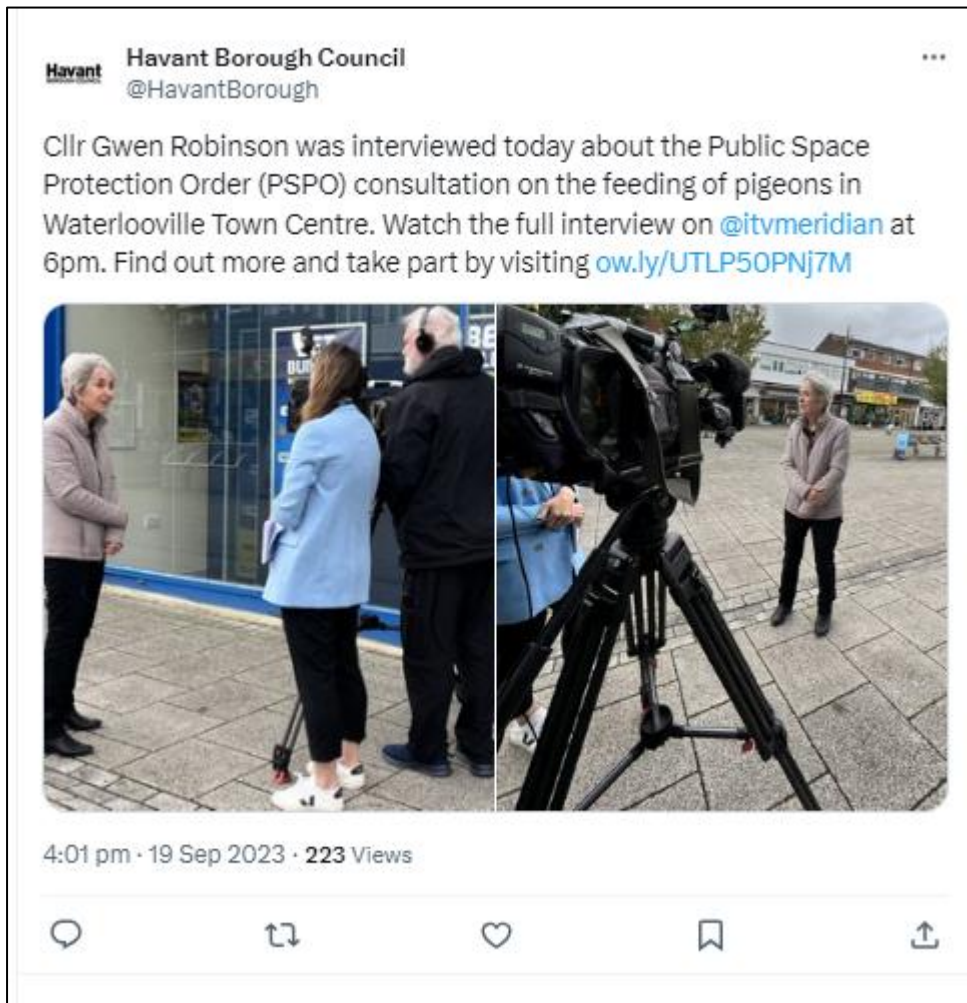 Havant
BOROUGH COUNCIL
Havant Borough Council
@HavantBorough
Cllr Gwen Robinson was interviewed today about the Public Space
Protection Order (PSPO) consultation on the feeding of pigeons in
Waterlooville Town Centre. Watch the full interview on @itvmeridian at
6pm. Find out more and take part by visiting ow.ly/UTLP50PNj7M
4:01 pm · 19 Sep 2023 · 223 Views